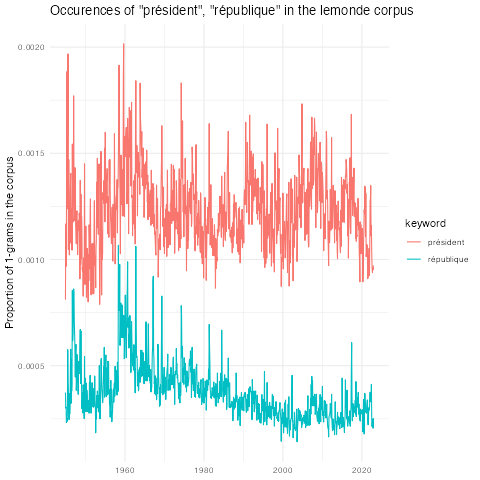 Occurences of "président", "république" in the lemonde corpus
Proportion of 1-grams in the corpus
0.0020
0.0015
0.0010
0.0005
1960 1980 2000 2020
keyword
président
république